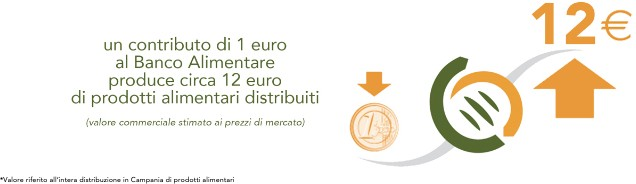 un contributo di 1 euro
al Banco Alimentare
produce circa 12 euro
di prodotti alimentari distribuiti
(valore commerciale stimato ai prezzi di mercato)
12€
1
*Valore riferito all'intera distribuzione in Campania di prodotti alimentari